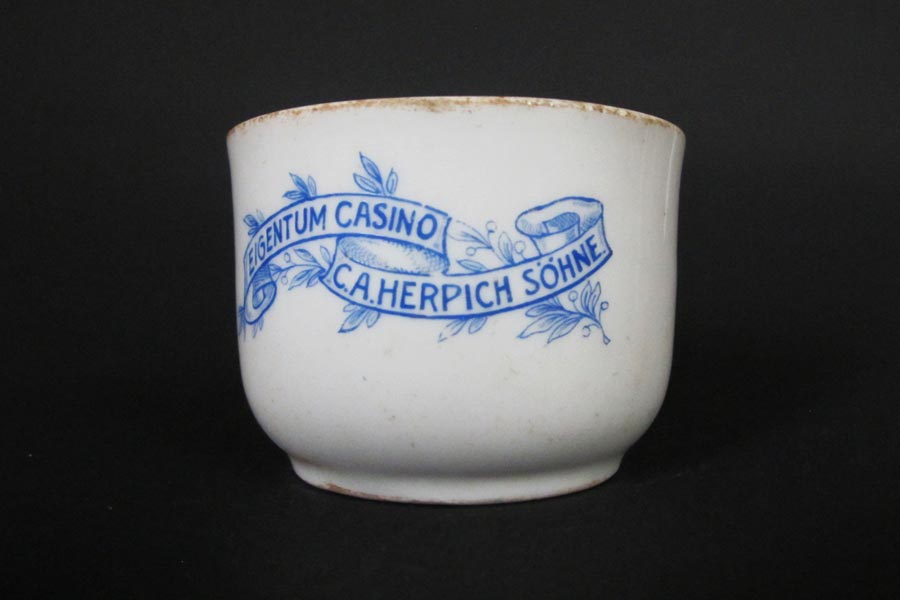 EIGENTUM CASINO
C.A.HERPICH SÖHNE.